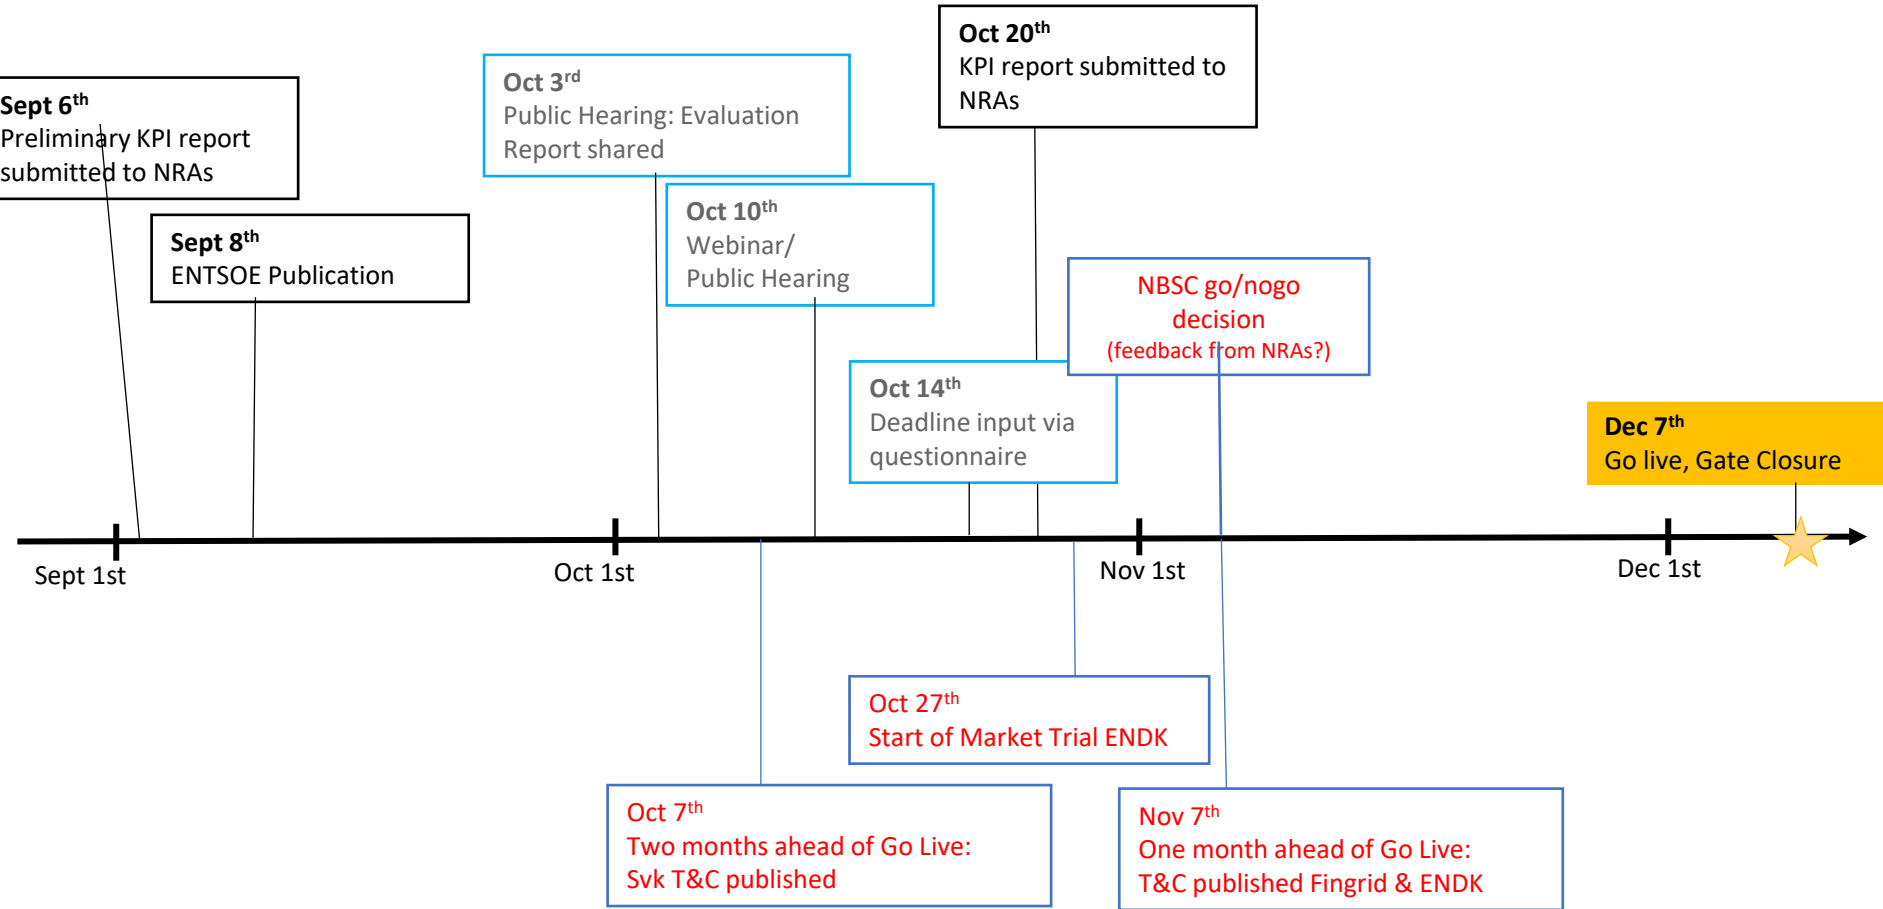 Sept 6th
Preliminary KPI report
submitted to NRAs
Sept 8th
ENTSOE Publication
Oct 3rd
Public Hearing: Evaluation
Report shared
Oct 10th
Webinar/
Public Hearing
Oct 20th
KPI report submitted to
NRAs
NBSC go/nogo
decision
(feedback from NRAs?)
Oct 14th
Deadline input via
questionnaire
Dec 7th
Go live, Gate Closure
Sept 1st
Oct 1st
Nov 1st
Dec 1st
Oct 27th
Start of Market Trial ENDK
Oct 7th
Two months ahead of Go Live:
Svk T&C published
Nov 7th
One month ahead of Go Live:
T&C published Fingrid & ENDK